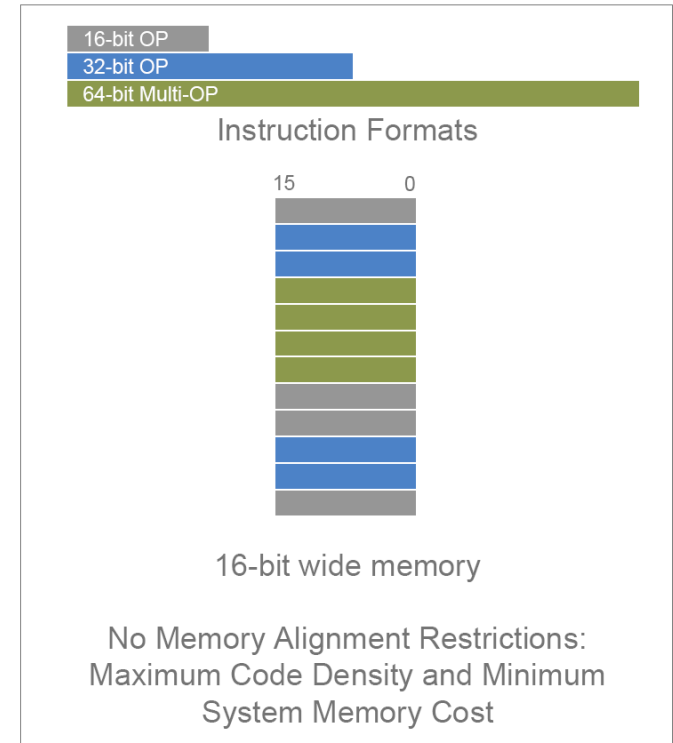 16-bit OP
32-bit OP
64-bit Multi-OP
Instruction Formats
15 0
16-bit wide memory
No Memory Alignment Restrictions:
Maximum Code Density and Minimum
System Memory Cost